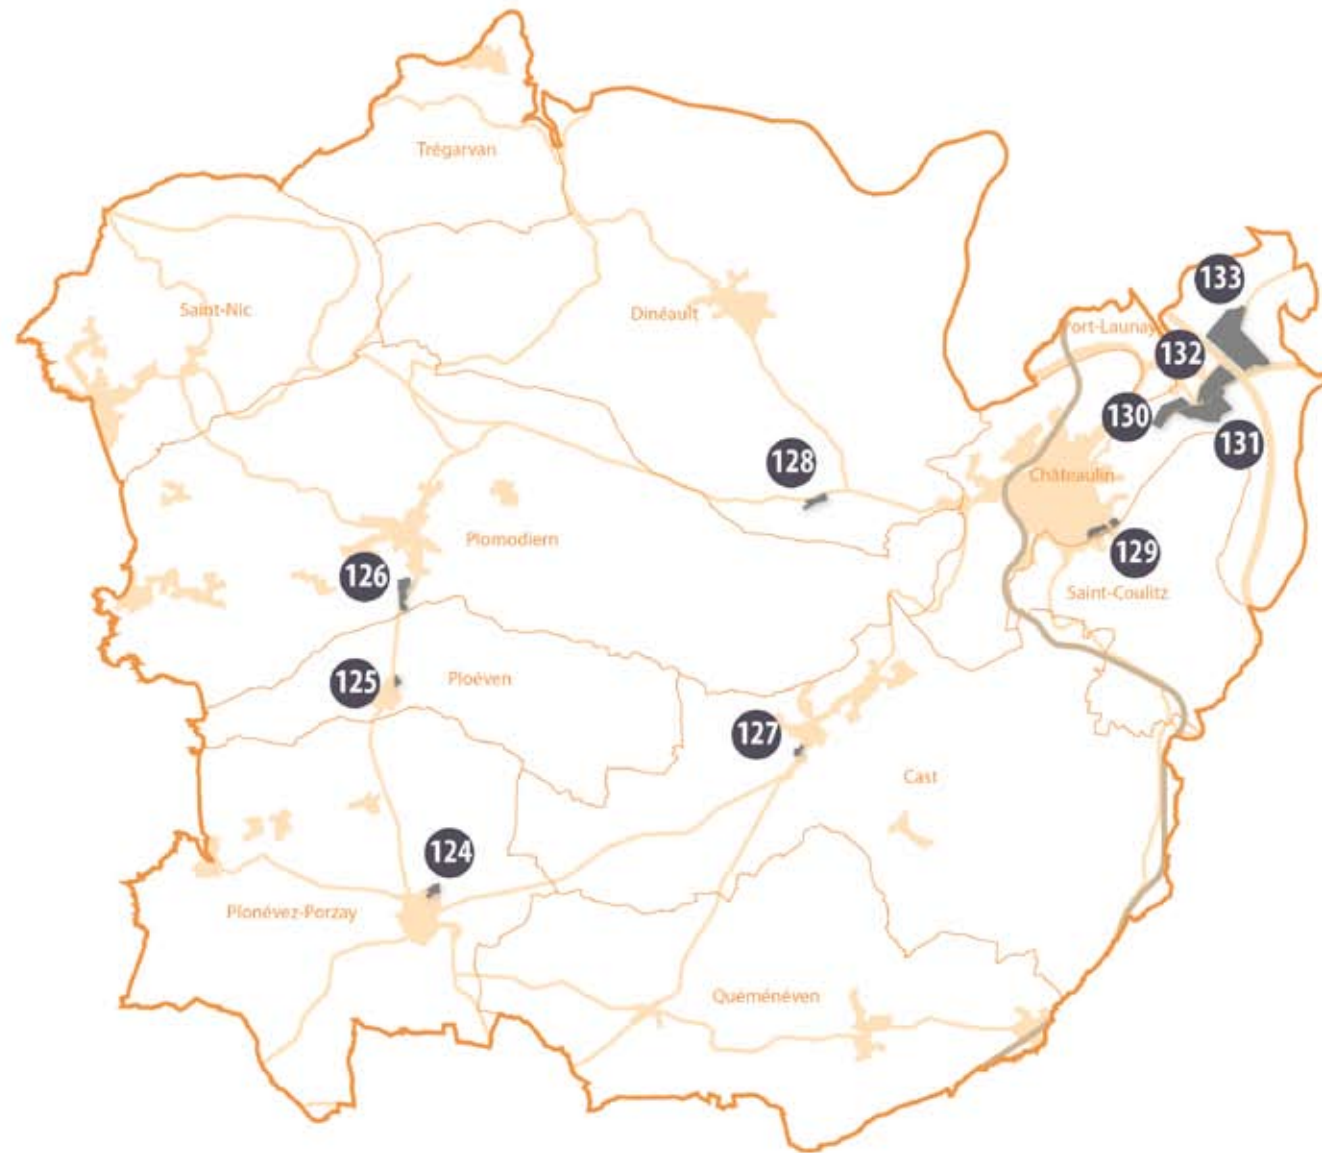 Trégarvan
133
Saint-Nic
Dinéault
Port-Launay
132
130
131
128
Châteaulin
Plomodiern
129
126
Saint-Coulitz
125
Ploéven
127
Cast
124
Plonévez-Porzay
Quéménéven